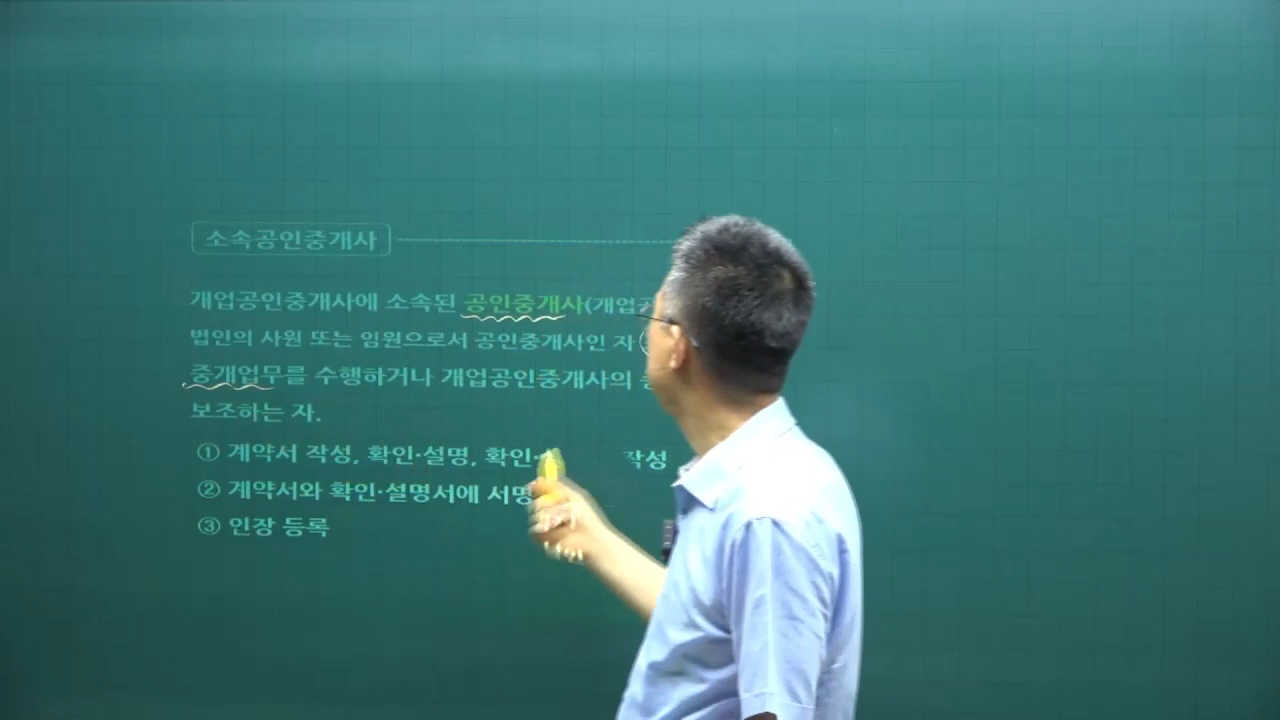 소속공인중개사
개업공인중개사에 소속된 공인중개사(개업
법인의 사원 또는 임원으로서 공인중개사인 자
중개업무를 수행하거나 개업공인중개사의
보조하는 자.
① 계약서 작성, 확인·설명, 확인· 작성
② 계약서와 확인·설명서에 서명
③ 인장 등록